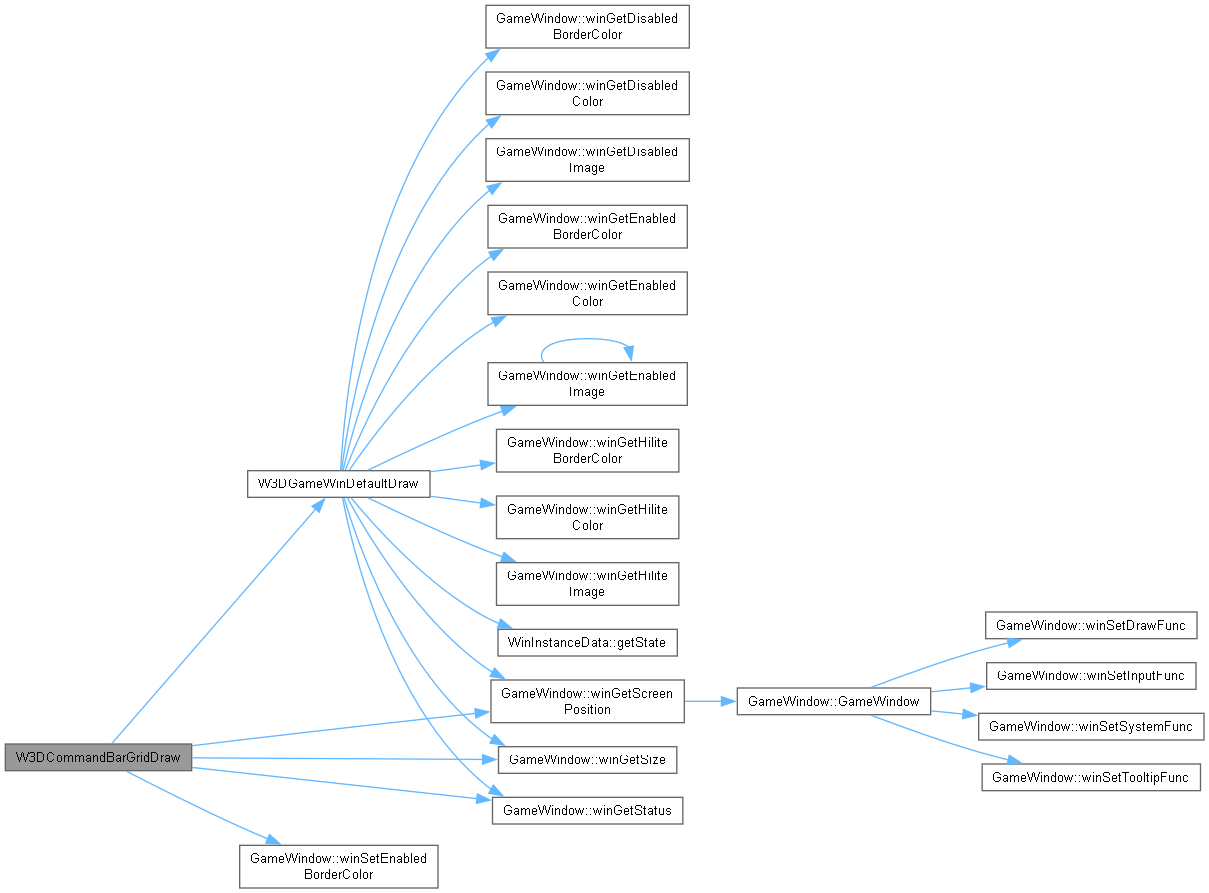 GameWindow::winGetDisabled
BorderColor
GameWindow::winGetDisabled
Color
GameWindow::winGetDisabled
Image
GameWindow::winGetEnabled
BorderColor
GameWindow::winGetEnabled
Color
GameWindow::winGetEnabled
Image
GameWindow::winGetHilite
BorderColor
W3DGameWinDefaultDraw
GameWindow::winGetHilite
Color
GameWindow::winGetHilite
Image
WinInstanceData::getState
GameWindow::winGetScreen
Position
GameWindow::GameWindow
GameWindow::winSetDrawFunc
GameWindow::winSetInputFunc
GameWindow::winSetSystemFunc
GameWindow::winSetTooltipFunc
W3DCommandBarGridDraw
GameWindow::winGetSize
GameWindow::winGetStatus
GameWindow::winSetEnabled
BorderColor